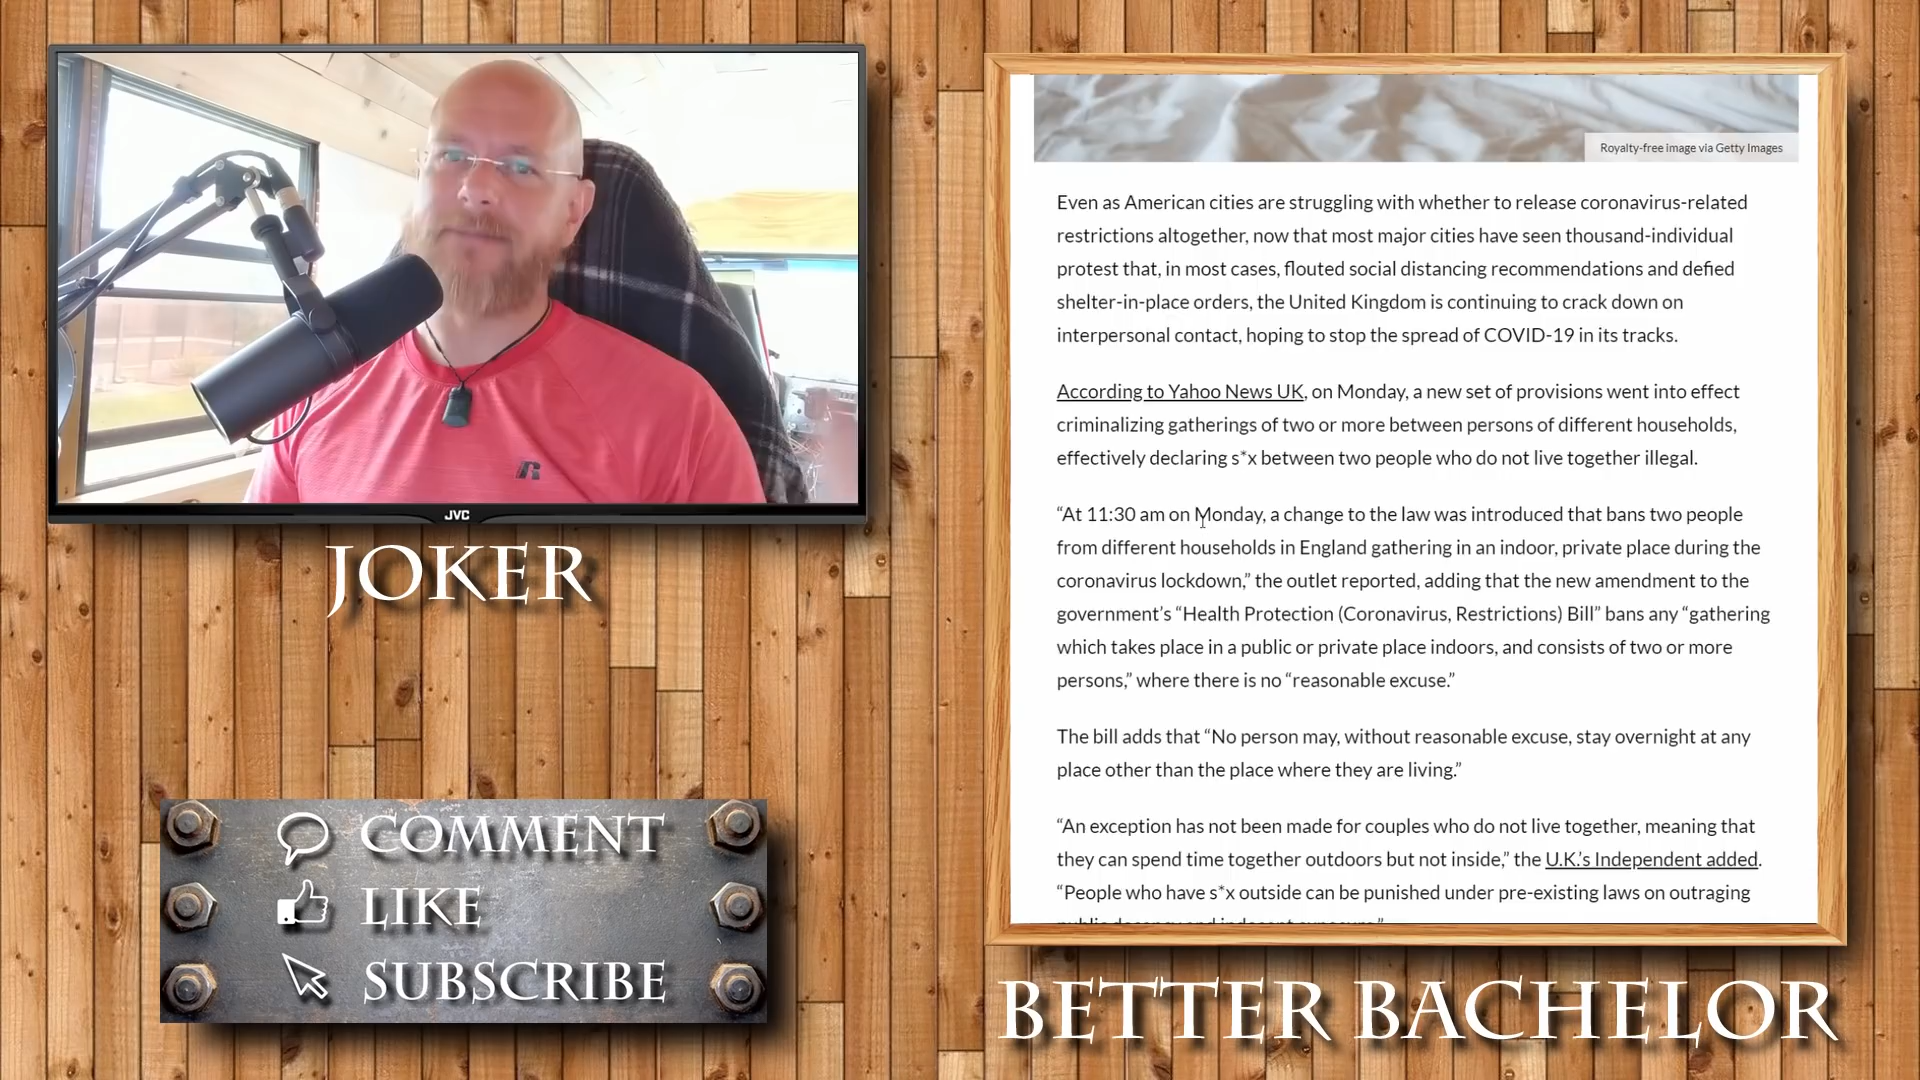 JVC
JOKER
COMMENT
LIKE
SUBSCRIBE
Royalty-free image via Getty Images
Even as American cities are struggling with whether to release coronavirus-related
restrictions altogether, now that most major cities have seen thousand-individual
protest that, in most cases, flouted social distancing recommendations and defied
shelter-in-place orders, the United Kingdom is continuing to crack down on
interpersonal contact, hoping to stop the spread of COVID-19 in its tracks.
According to Yahoo News UK, on Monday, a new set of provisions went into effect
criminalizing gatherings of two or more between persons of different households,
effectively declaring s*x between two people who do not live together illegal.
“At 11:30 am on Monday, a change to the law was introduced that bans two people
from different households in England gathering in an indoor, private place during the
coronavirus lockdown,” the outlet reported, adding that the new amendment to the
government’s “Health Protection (Coronavirus, Restrictions) Bill” bans any “gathering
which takes place in a public or private place indoors, and consists of two or more
persons,” where there is no “reasonable excuse.”
The bill adds that “No person may, without reasonable excuse, stay overnight at any
place other than the place where they are living.”
“An exception has not been made for couples who do not live together, meaning that
they can spend time together outdoors but not inside,” the U.K.’s Independent added.
“People who have s*x outside can be punished under pre-existing laws on outraging
BETTER BACHELOR